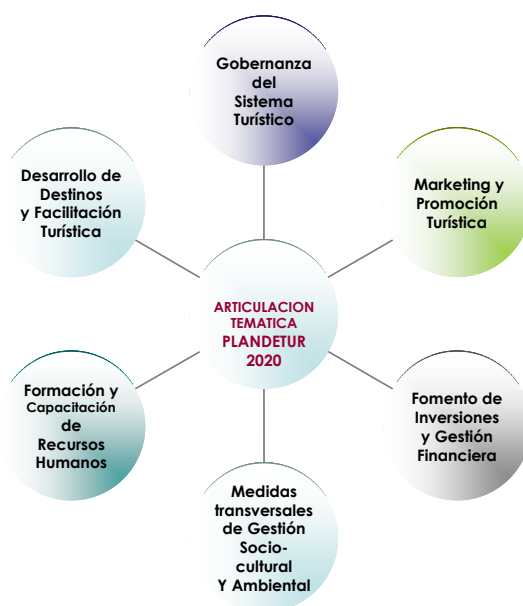 Gobernanza
del
Sistema
Turístico
Desarrollo de
Destinos
y Facilitación
Turística
Marketing y
Promoción
Turística
ARTICULACION
TEMATICA
PLANDETUR
2020
Formación y
Capacitación
de
Recursos
Humanos
Fomento de
Inversiones
y Gestión
Financiera
Medidas
transversales
de Gestión
Socio-
cultural
Y Ambiental